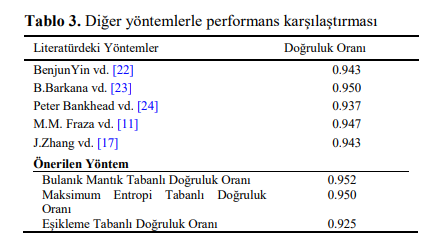 Tablo 3. Diğer yöntemlerle performans karşılaştırması
Literatürdeki Yöntemler Doğruluk Oranı
BenjunYin vd. [22] 0.943
B.Barkana vd. [23] 0.950
Peter Bankhead vd. [24] 0.937
M.M. Fraza vd. [11] 0.947
J.Zhang vd. [17] 0.943
Önerilen Yöntem
Bulanık Mantık Tabanlı Doğruluk Oranı 0.952
Maksimum Entropi Tabanlı Doğruluk 0.950
Oranı
Eşikleme Tabanlı Doğruluk Oranı 0.925